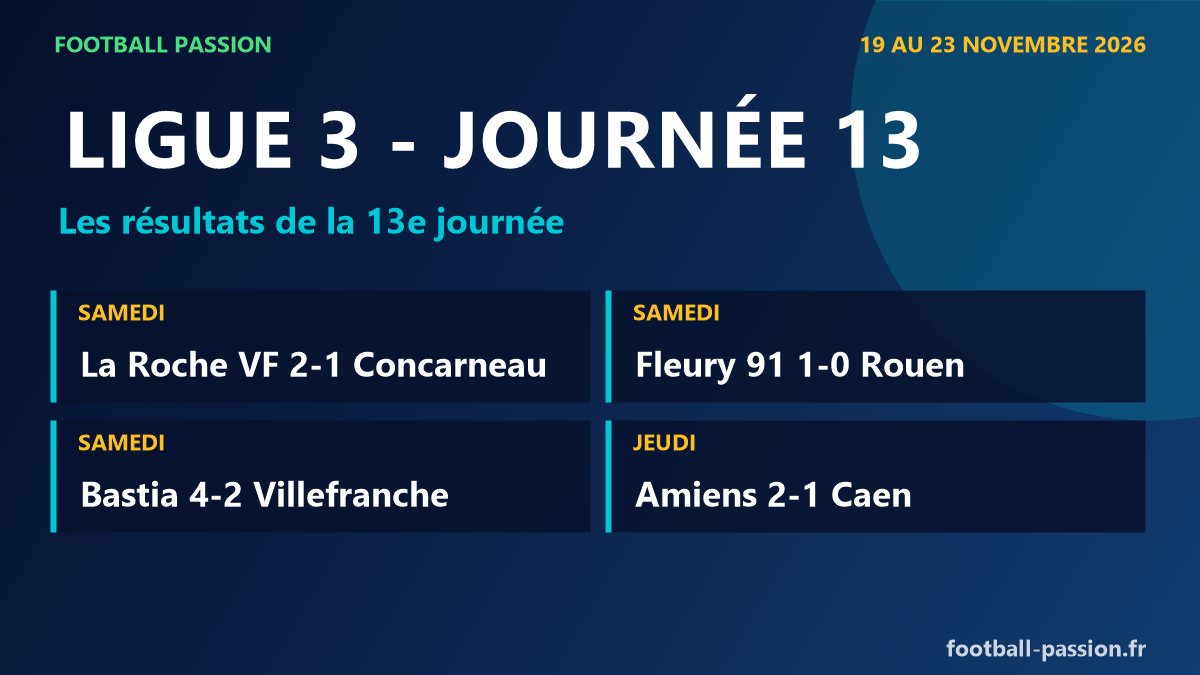 FOOTBALL PASSION
19 AU 23 NOVEMBRE 2026
LIGUE 3 - JOURNÉE 13
Les résultats de la 13e journée
SAMEDI
La Roche VF 2-1 Concarneau
SAMEDI
Fleury 91 1-0 Rouen
SAMEDI
Bastia 4-2 Villefranche
JEUDI
Amiens 2-1 Caen
football-passion.fr